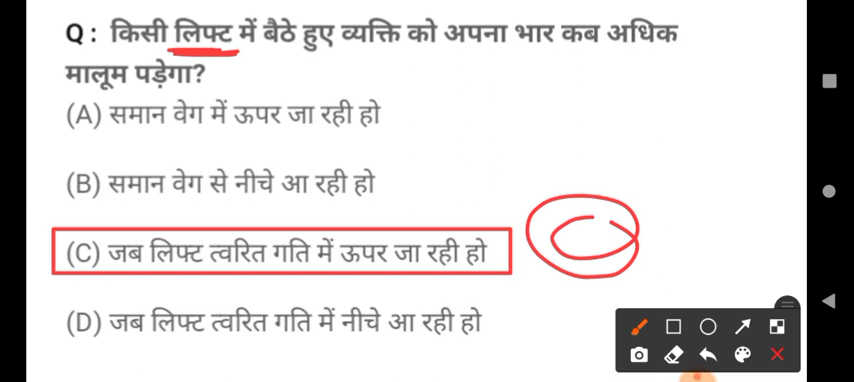 Q : किसी लिफ्ट में बैठे हुए व्यक्ति को अपना भार कब अधिक
मालूम पड़ेगा?
(A) समान वेग में ऊपर जा रही हो
(B) समान वेग से नीचे आ रही हो
(C) जब लिफ्ट त्वरित गति में ऊपर जा रही हो
(D) जब लिफ्ट त्वरित गति में नीचे आ रही हो